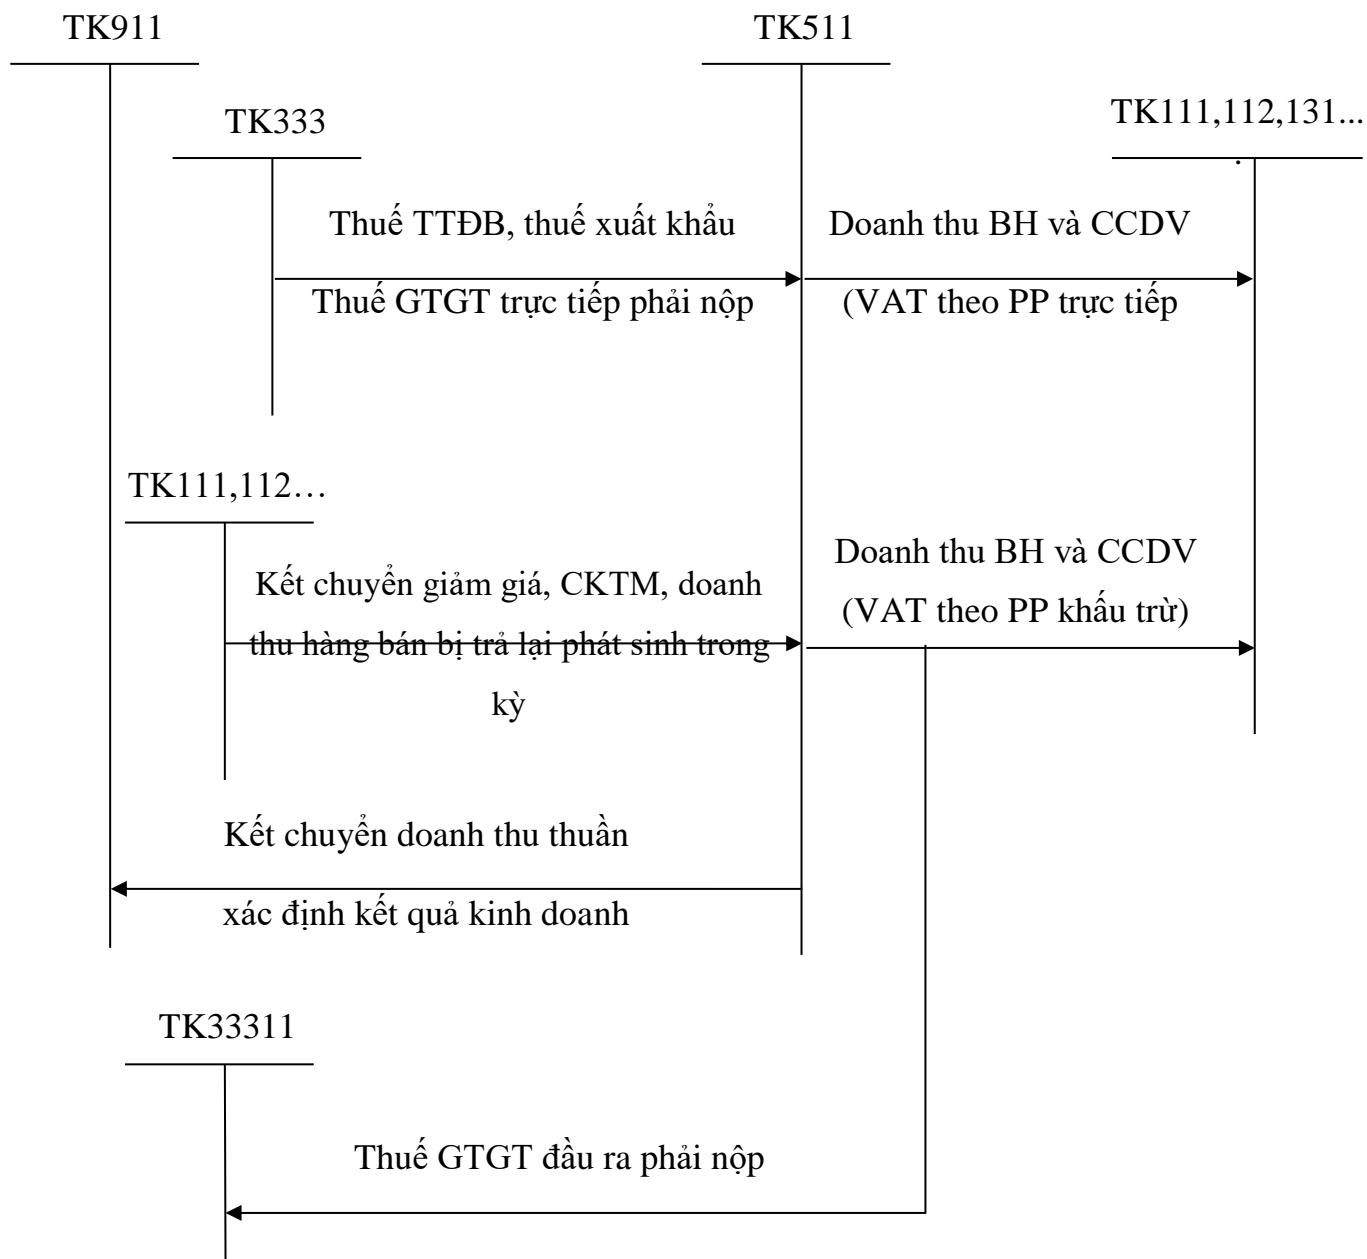 TK911
TK511
TK333
TK111,112,131...
.
Thuế TTĐB, thuế xuất khẩu
Doanh thu BH và CCDV
Thuế GTGT trực tiếp phải nộp
(VAT theo PP trực tiếp
TK111,112…
Kết chuyển giảm giá, CKTM, doanh
thu hàng bán bị trả lại phát sinh trong
kỳ
Doanh thu BH và CCDV
(VAT theo PP khấu trừ)
Kết chuyển doanh thu thuần
xác định kết quả kinh doanh
TK33311
Thuế GTGT đầu ra phải nộp